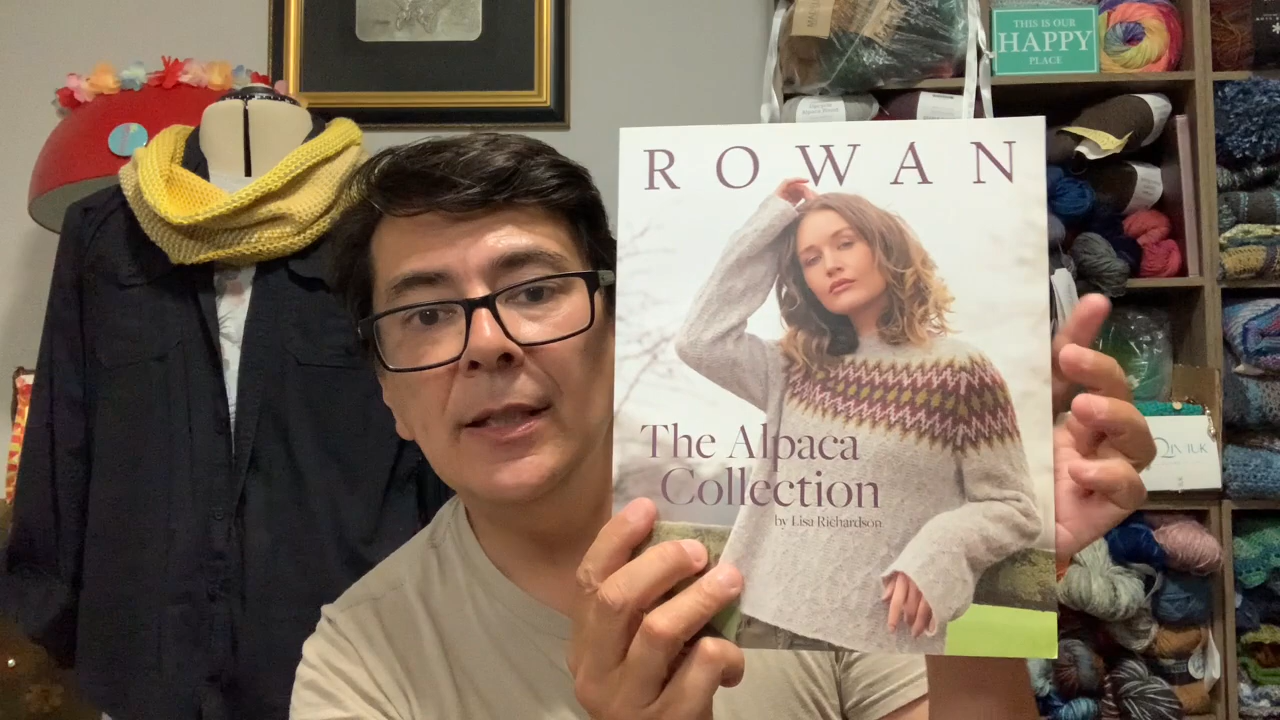 THIS IS OUR
HAPPY
PLACE
ROWAN
The Alpaca
Collection
by Lisa Richardson